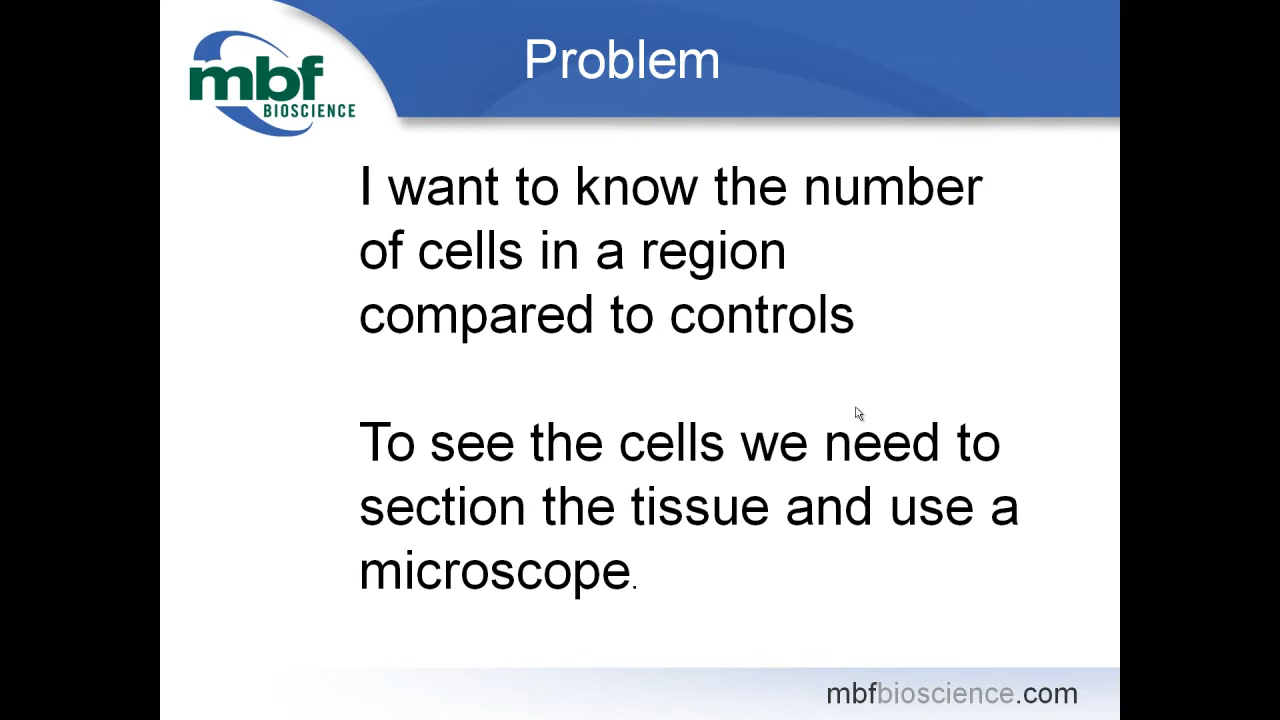 mbf
BIOSCIENCE
Problem
I want to know the number
of cells in a region
compared to controls
To see the cells we need to
section the tissue and use a
microscope.
mbfbioscience.com